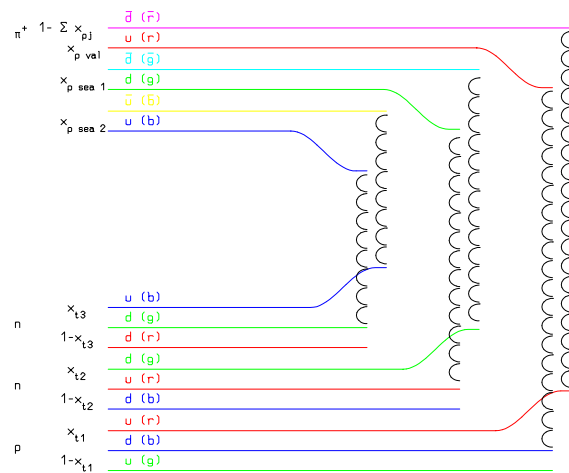 d̄ (r̄)
π⁺ 1- Σ x_pj
u (r)
x_p val
d̄ (ḡ)
x_p sea 1 d (g)
ū (b̄)
x_p sea 2 u (b)
u (b)
x_t3
n d (g)
1-x_t3 d (r)
d (g)
x_t2
n u (r)
1-x_t2 d (b)
u (r)
x_t1
p d (b)
1-x_t1 u (g)